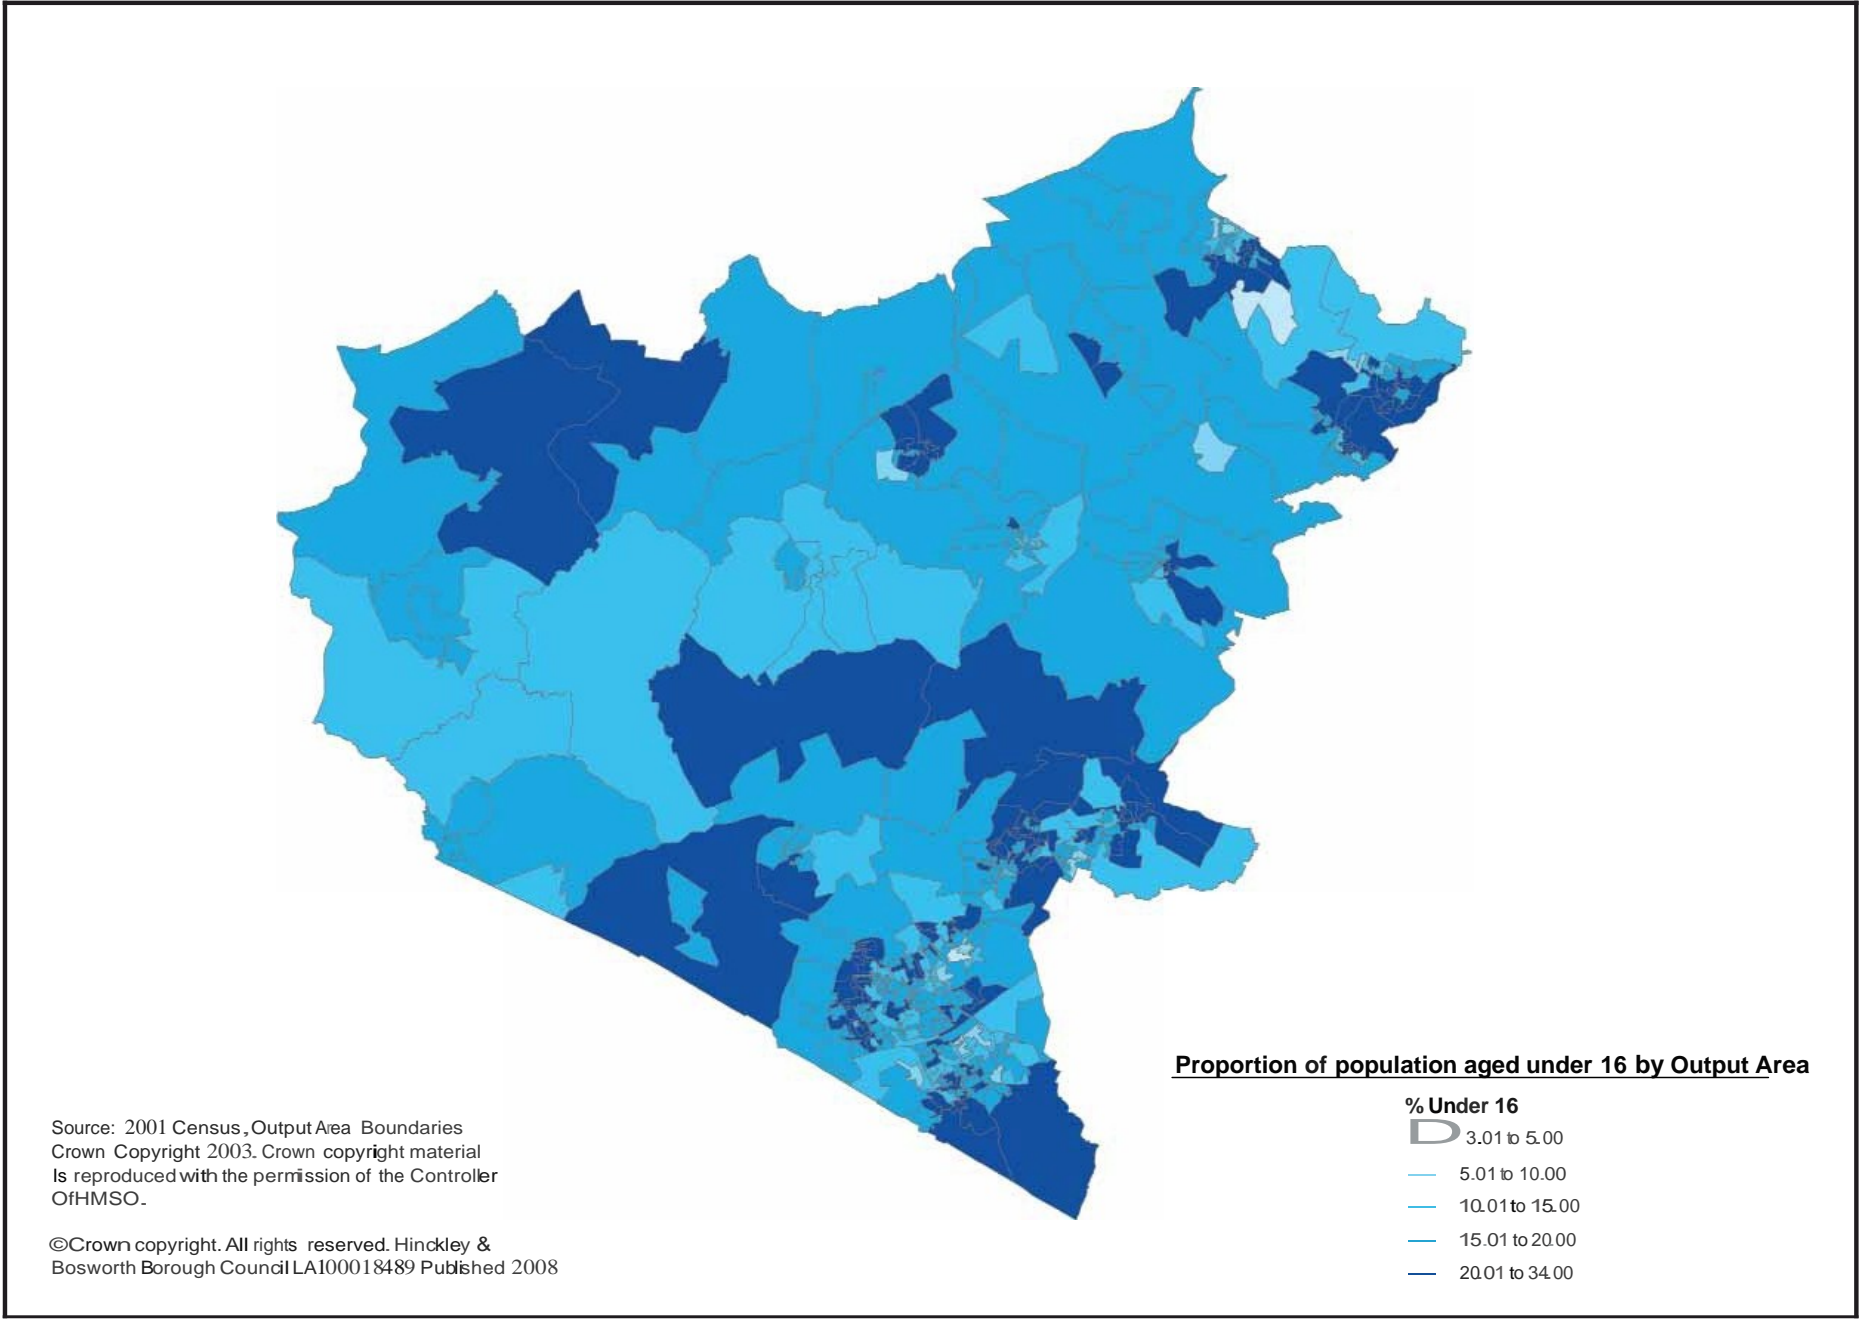 Proportion of population aged under 16 by Output Area
% Under 16
3.01 to 5.00
5.01 to 10.00
10.01 to 15.00
15.01 to 20.00
20.01 to 34.00
Source: 2001 Census, Output Area Boundaries
Crown Copyright 2003. Crown copyright material
Is reproduced with the permission of the Controller
Of HMSO.
©Crown copyright. All rights reserved. Hinckley &
Bosworth Borough Council LA100018489 Published 2008